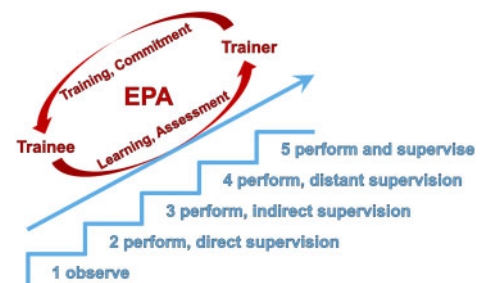 Trainer
Training, Commitment
EPA
Trainee
Learning, Assessment
5 perform and supervise
4 perform, distant supervision
3 perform, indirect supervision
2 perform, direct supervision
1 observe